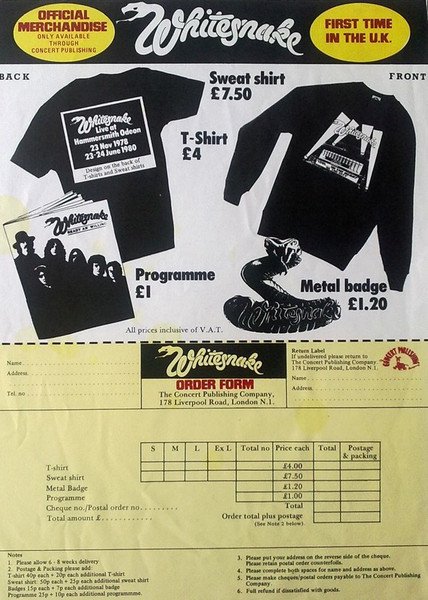 OFFICIAL
MERCHANDISE
ONLY AVAILABLE
THROUGH
CONCERT PUBLISHING
Whitesnake
FIRST TIME
IN THE U.K.
BACK
FRONT
Sweat shirt
£7.50
Whitesnake
Live at
Hammersmith Odeon
23 Nov 1978
23-24 June 1980
Design on the back of
T-shirts and Sweat shirts
T-Shirt
£4
Whitesnake
Whitesnake
READY AN' WILLING
Programme
£1
Metal badge
£1.20
All prices inclusive of V.A.T.
Name
Address
Tel. no
Whitesnake
ORDER FORM
The Concert Publishing Company,
178 Liverpool Road, London N.1.
Return Label
If undelivered please return to
The Concert Publishing Company,
178 Liverpool Road, London N1.
Name
Address
CONCERT PUBLISHING
S M L Ex L Total no Price each Total Postage & packing
T-shirt £4.00
Sweat shirt £7.50
Metal Badge £1.20
Programme £1.00
Cheque no./Postal order no. Total
Total amount £ Order total plus postage
(See Note 2 below).
Notes
1. Please allow 6 - 8 weeks delivery
2. Postage & Packing please add:
T-shirt 40p each + 20p each additional T-shirt
Sweat shirt: 50p each + 25p each additional sweat shirt
Badges 15p each + 7p each additional badge
Programme 25p + 10p each additional programme.
3. Please put your address on the reverse side of the cheque.
Please retain postal order counterfoils.
4. Please complete both spaces for name and address as above.
5. Please make cheques/postal orders payable to The Concert Publishing
Company.
6. Full refund if dissatisfied with goods.